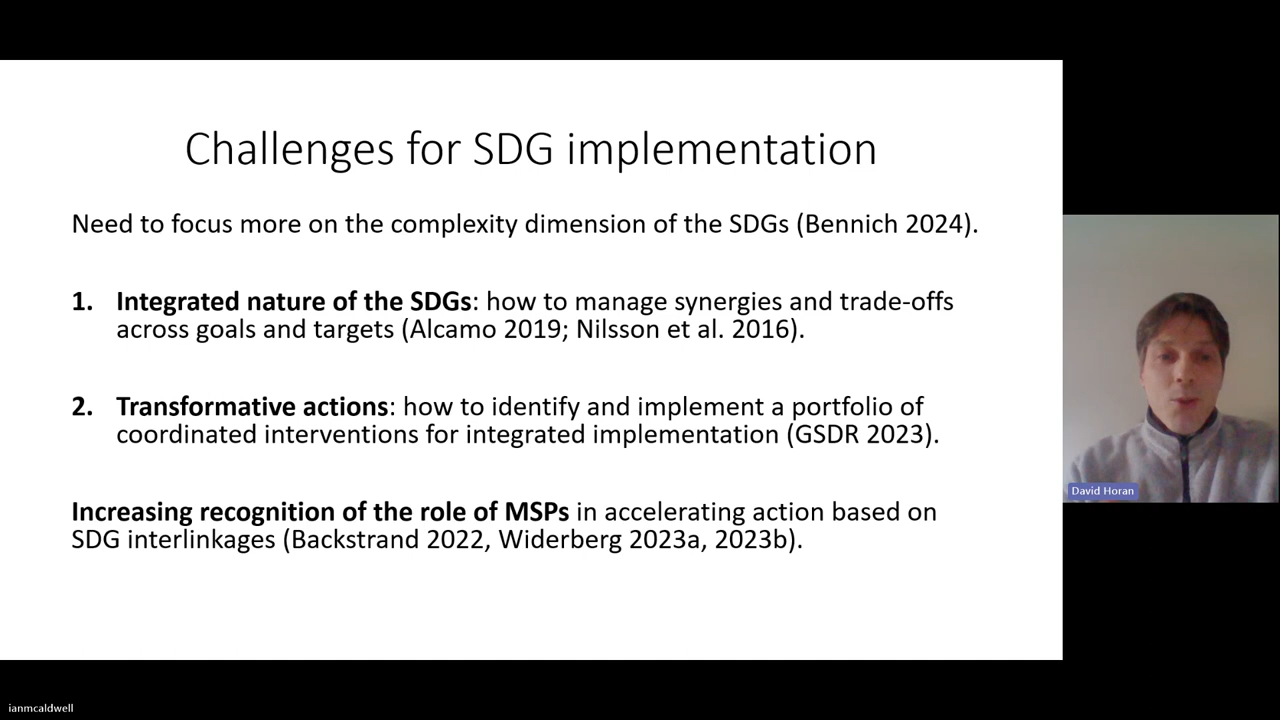 Challenges for SDG implementation
Need to focus more on the complexity dimension of the SDGs (Bennich 2024).
1. Integrated nature of the SDGs: how to manage synergies and trade-offs
across goals and targets (Alcamo 2019; Nilsson et al. 2016).
2. Transformative actions: how to identify and implement a portfolio of
coordinated interventions for integrated implementation (GSDR 2023).
Increasing recognition of the role of MSPs in accelerating action based on
SDG interlinkages (Backstrand 2022, Widerberg 2023a, 2023b).
David Horan
ianmcaldwell